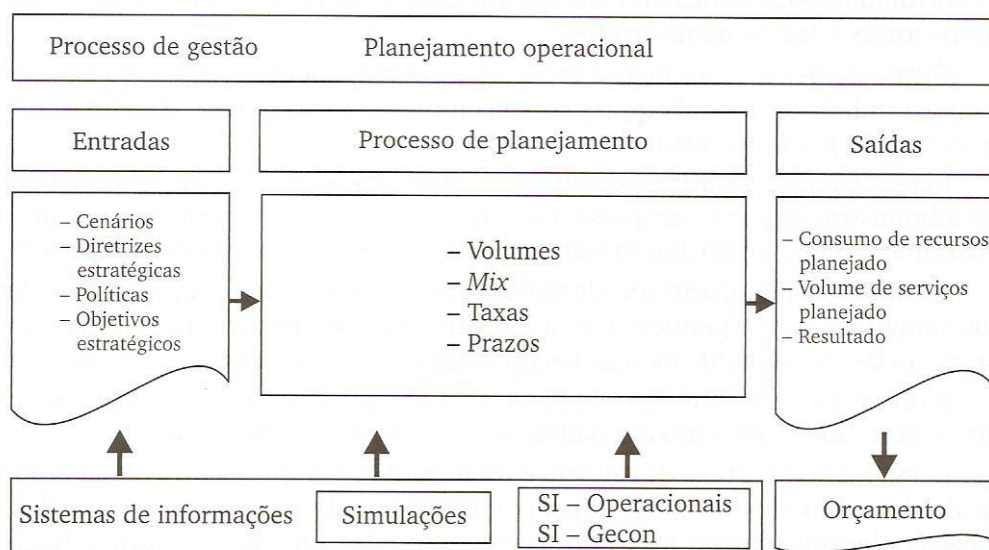 Processo de gestão Planejamento operacional
Entradas
Processo de planejamento
Saídas
– Cenários
– Diretrizes
estratégicas
– Políticas
– Objetivos
estratégicos
– Volumes
– Mix
– Taxas
– Prazos
– Consumo de recursos
planejado
– Volume de serviços
planejado
– Resultado
Sistemas de informações
Simulações
SI – Operacionais
SI – Gecon
Orçamento